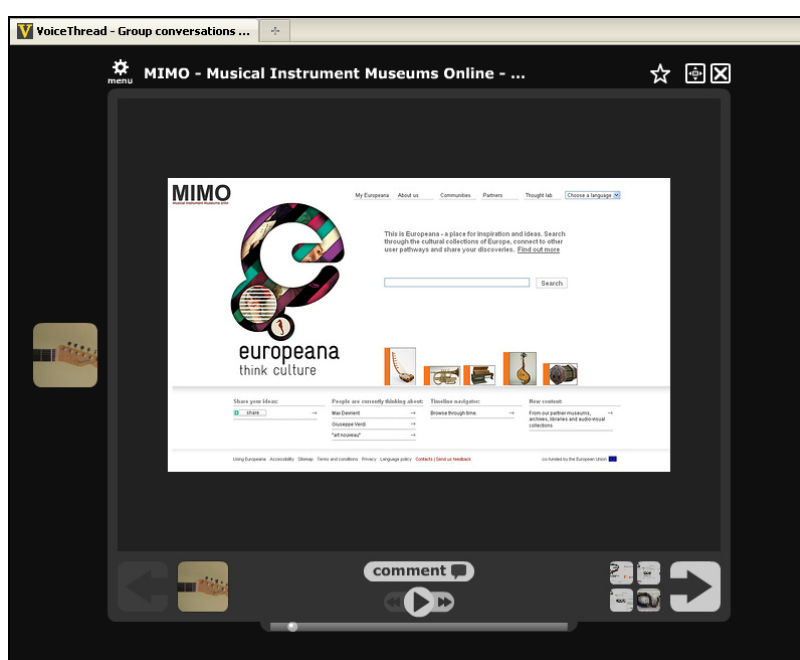 VoiceThread - Group conversations ...
menu
MIMO - Musical Instrument Museums Online - ...
MIMO
Musical Instrument Museums Online
My Europeana About us Communities Partners Thought lab Choose a language
This is Europeana - a place for inspiration and ideas. Search
through the cultural collections of Europe, connect to other
user pathways and share your discoveries. Find out more
Search
europeana
think culture
Share your ideas: People are currently thinking about: Timeline navigator: New content:
share → Max Deinient → Browse through time. → From our partner museums, →
archives, libraries and audio-visual
collections
Giuseppe Verdi →
"art nouveau" →
Using Europeana Accessibility Sitemap Terms and conditions Privacy Language policy Contacts | Send us feedback co-funded by the European Union
comment